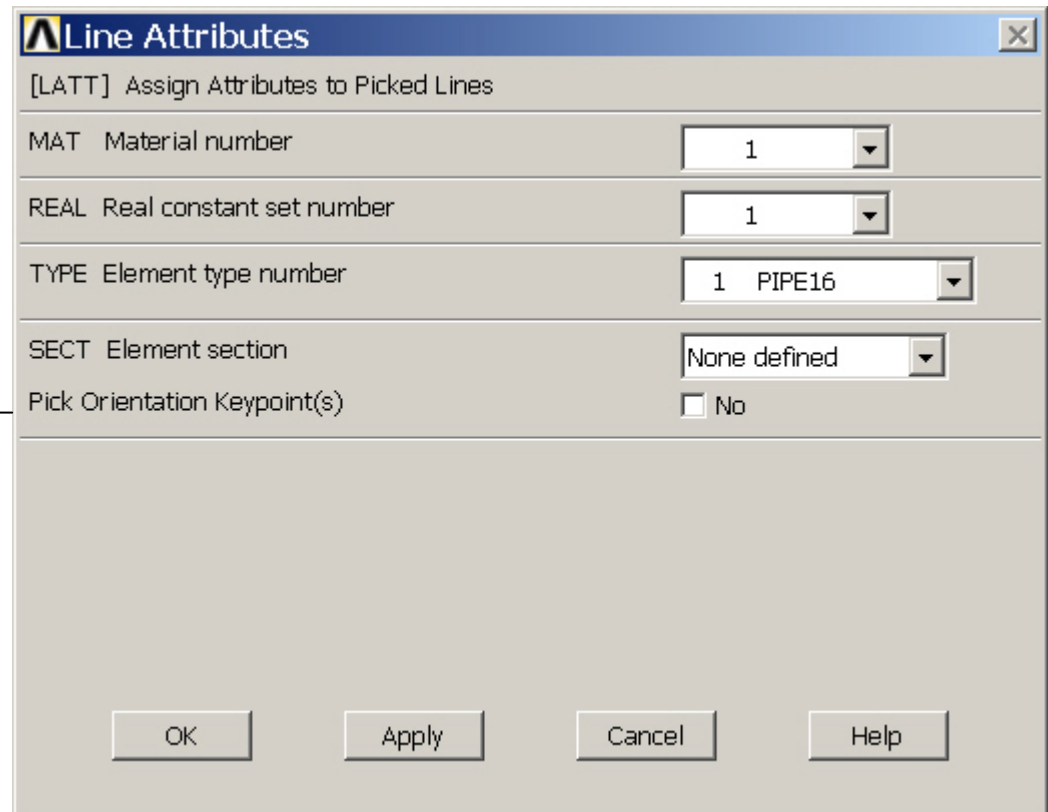 Line Attributes
[LATT] Assign Attributes to Picked Lines
MAT Material number 1
REAL Real constant set number 1
TYPE Element type number 1 PIPE16
SECT Element section None defined
Pick Orientation Keypoint(s) No
OK Apply Cancel Help